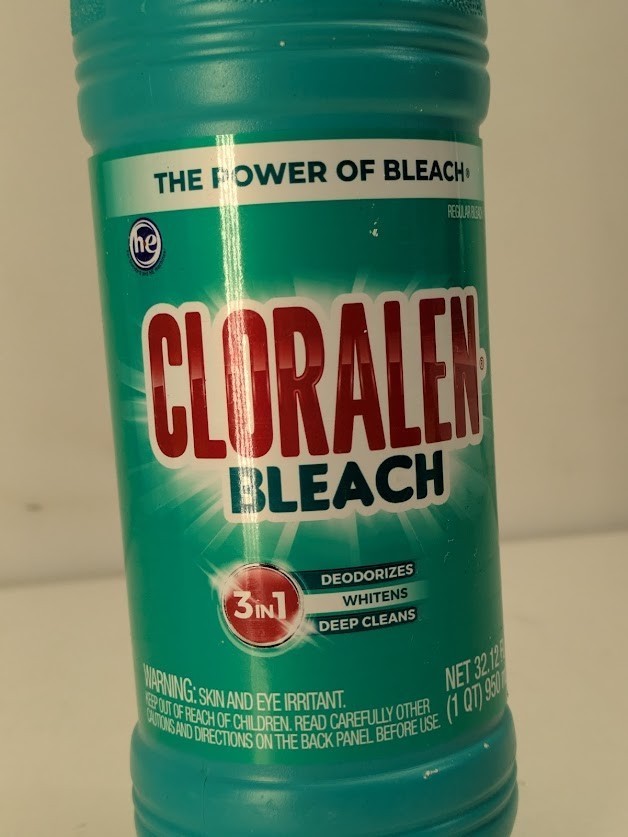 THE POWER OF BLEACH®
REGULAR BLEACH
he
CLORALEN®
BLEACH
3 IN 1
DEODORIZES
WHITENS
DEEP CLEANS
WARNING: SKIN AND EYE IRRITANT.
KEEP OUT OF REACH OF CHILDREN. READ CAREFULLY OTHER
CAUTIONS AND DIRECTIONS ON THE BACK PANEL BEFORE USE.
NET 32.12
(1 QT) 950